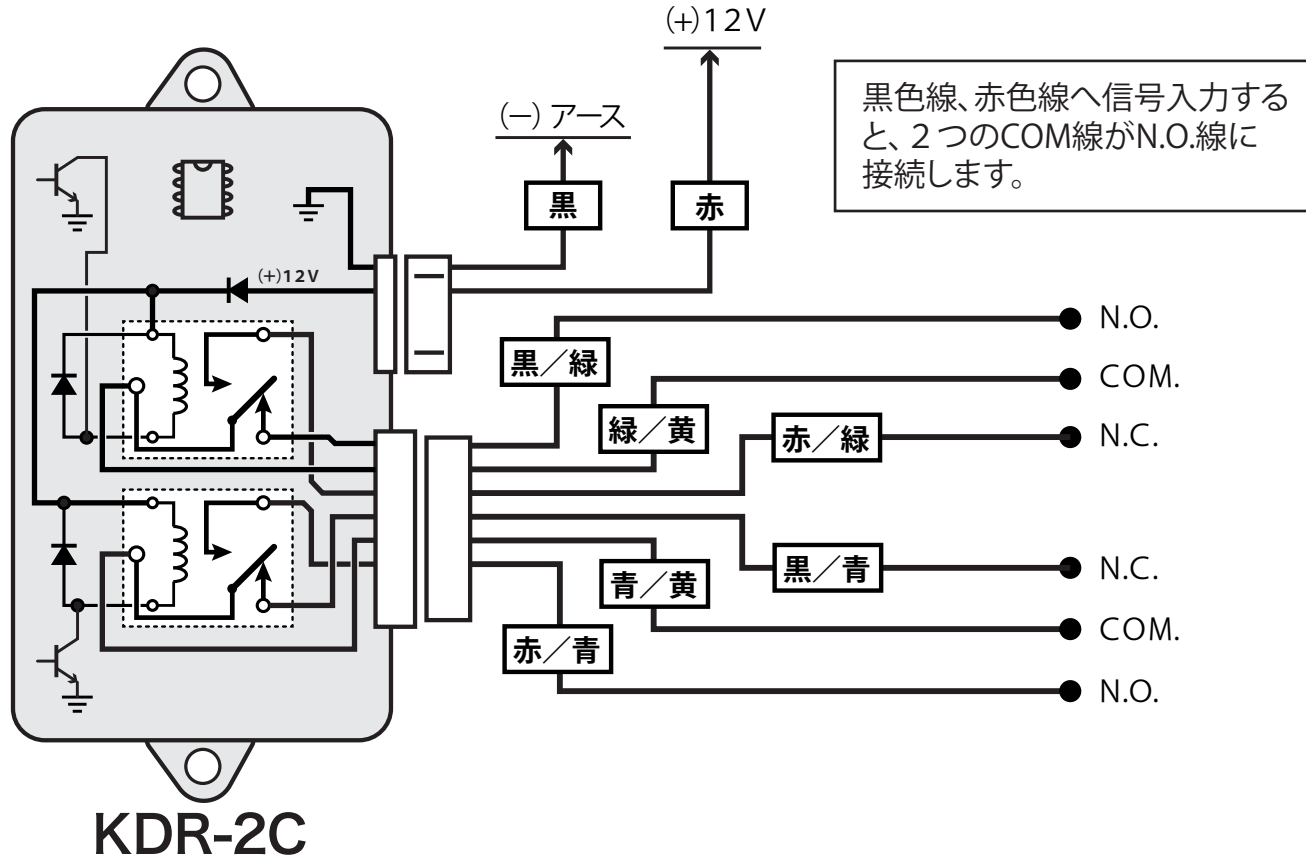 (+)12V
(−) アース
黒色線、赤色線へ信号入力する
と、２つのCOM線がN.O.線に
接続します。
黒
赤
(+)12V
N.O.
黒／緑
COM.
緑／黄
赤／緑
N.C.
黒／青
N.C.
青／黄
COM.
赤／青
N.O.
KDR-2C